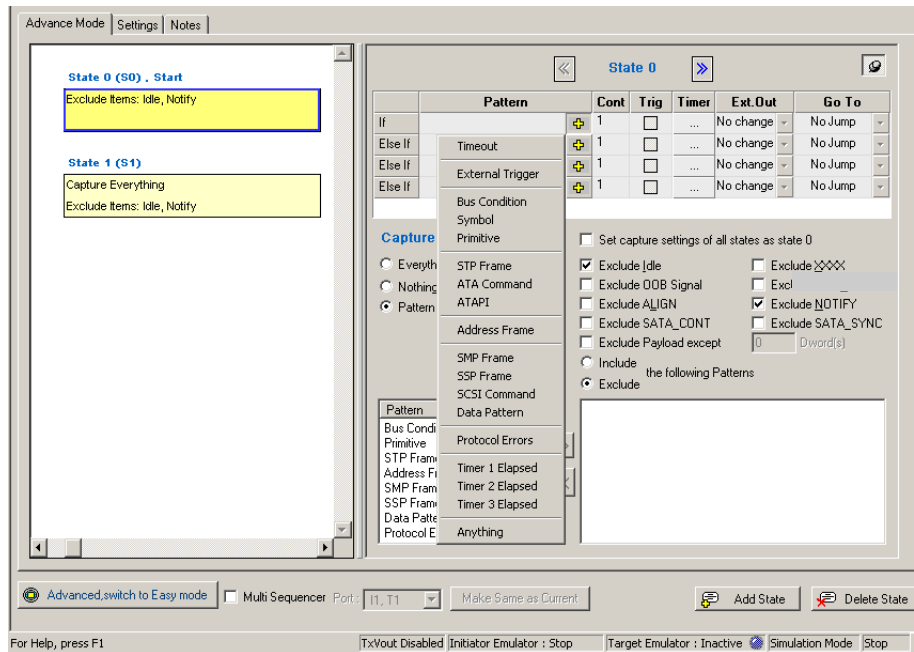 Advance Mode Settings Notes
State 0 (S0) . Start
Exclude Items: Idle, Notify
State 1 (S1)
Capture Everything
Exclude Items: Idle, Notify
State 0
Pattern Cont Trig Timer Ext.Out Go To
If 1 ... No change No Jump
Else If 1 ... No change No Jump
Else If 1 ... No change No Jump
Else If 1 ... No change No Jump
Timeout
External Trigger
Bus Condition
Symbol
Primitive
STP Frame
ATA Command
ATAPI
Address Frame
SMP Frame
SSP Frame
SCSI Command
Data Pattern
Protocol Errors
Timer 1 Elapsed
Timer 2 Elapsed
Timer 3 Elapsed
Anything
Captu
Everyth
Nothing
Pattern
Set capture settings of all states as state 0
Exclude Idle Exclude XXXX
Exclude OOB Signal Excl
Exclude ALIGN Exclude NOTIFY
Exclude SATA_CONT Exclude SATA_SYNC
Exclude Payload except 0 Dword(s)
Include
the following Patterns
Exclude
Pattern
Bus Condi
Primitive
STP Fram
Address Fr
SMP Fram
SSP Fram
Data Patte
Protocol E
Advanced,switch to Easy mode Multi Sequencer Port : I1, T1 Make Same as Current Add State Delete State
For Help, press F1 TxVout Disabled Initiator Emulator : Stop Target Emulator : Inactive Simulation Mode Stop